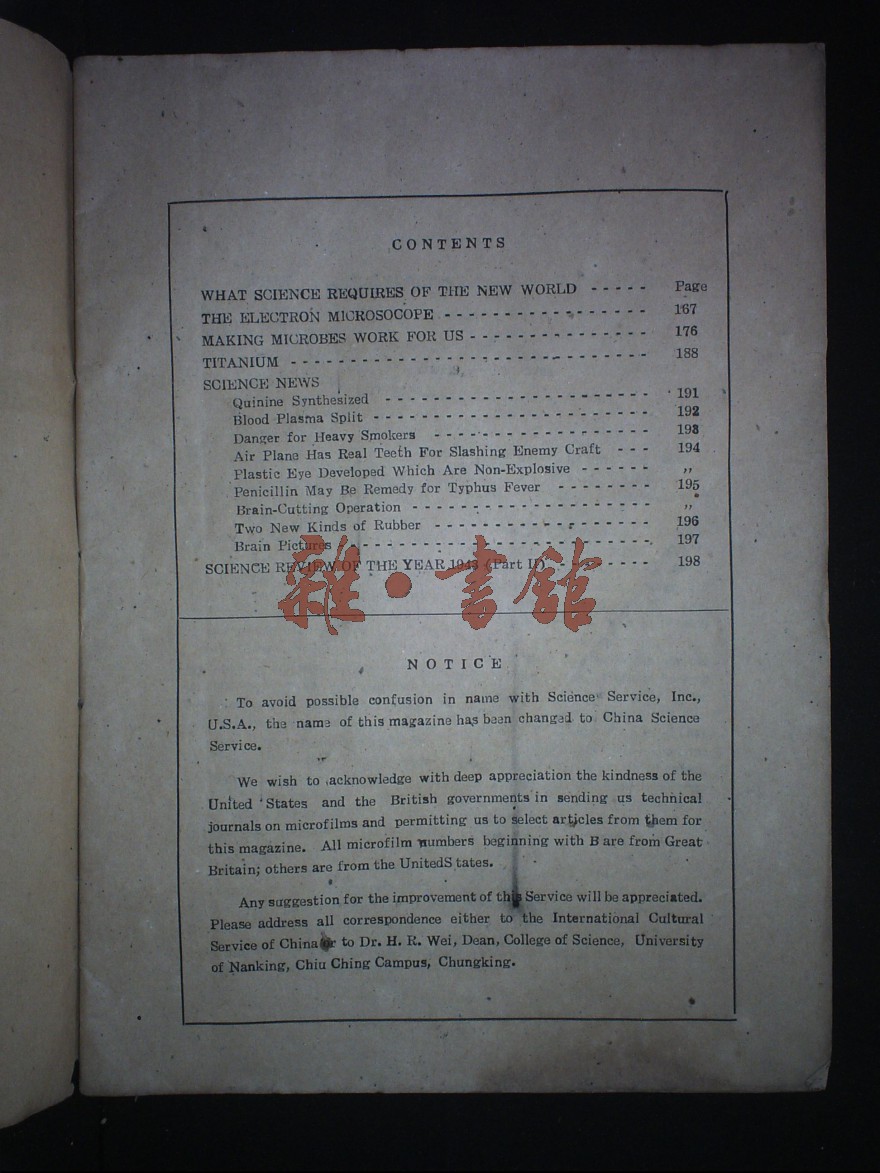 CONTENTS
WHAT SCIENCE REQUIRES OF THE NEW WORLD - - - - - Page
THE ELECTRON MICROSOCOPE - - - - - - - - - - - - - - - - - 167
MAKING MICROBES WORK FOR US - - - - - - - - - - - - - - - 176
TITANIUM - - - - - - - - - - - - - - - - - - - - - - - - - - - 188
SCIENCE NEWS
Quinine Synthesized - - - - - - - - - - - - - - - - - - - - - 191
Blood Plasma Split - - - - - - - - - - - - - - - - - - - - - - 192
Danger for Heavy Smokers - - - - - - - - - - - - - - - - - 193
Air Plane Has Real Teeth For Slashing Enemy Craft - - - 194
Plastic Eye Developed Which Are Non-Explosive - - - - - - ,,
Penicillin May Be Remedy for Typhus Fever - - - - - - - - 195
Brain-Cutting Operation - - - - - - - - - - - - - - - - - - - ,,
Two New Kinds of Rubber - - - - - - - - - - - - - - - - - 196
Brain Pictures - - - - - - - - - - - - - - - - - - - - - - - - 197
SCIENCE REVIEW OF THE YEAR 1943 (Part II) - - - - - - - - 198
雜·書館
NOTICE
To avoid possible confusion in name with Science Service, Inc.,
U.S.A., the name of this magazine has been changed to China Science
Service.
We wish to acknowledge with deep appreciation the kindness of the
United States and the British governments in sending us technical
journals on microfilms and permitting us to select articles from them for
this magazine. All microfilm numbers beginning with B are from Great
Britain; others are from the UnitedS tates.
Any suggestion for the improvement of this Service will be appreciated.
Please address all correspondence either to the International Cultural
Service of China or to Dr. H. R. Wei, Dean, College of Science, University
of Nanking, Chiu Ching Campus, Chungking.